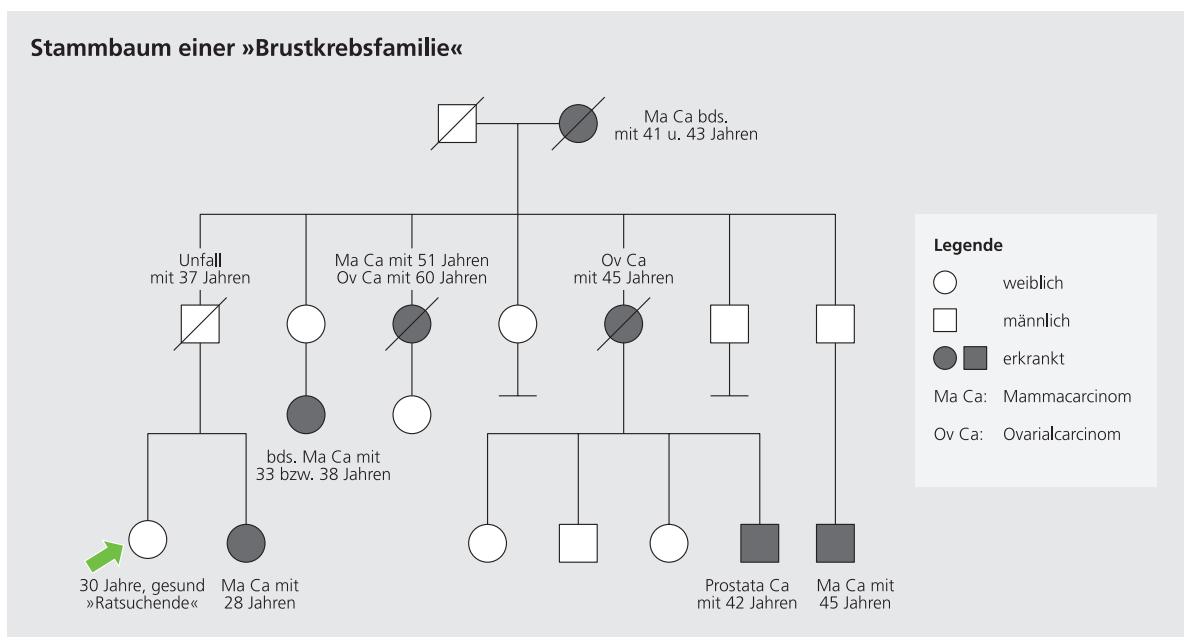 Stammbaum einer »Brustkrebsfamilie«
Ma Ca bds.
mit 41 u. 43 Jahren
Unfall
mit 37 Jahren
Ma Ca mit 51 Jahren
Ov Ca mit 60 Jahren
Ov Ca
mit 45 Jahren
bds. Ma Ca mit
33 bzw. 38 Jahren
30 Jahre, gesund
»Ratsuchende«
Ma Ca mit
28 Jahren
Prostata Ca
mit 42 Jahren
Ma Ca mit
45 Jahren
Legende
weiblich
männlich
erkrankt
Ma Ca: Mammacarcinom
Ov Ca: Ovarialcarcinom